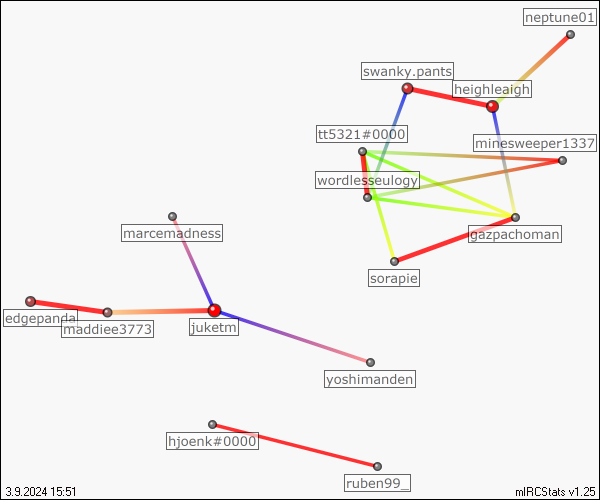 neptune01
swanky.pants
heighleaigh
tt5321#0000
minesweeper1337
wordlesseulogy
marcemadness
gazpachoman
sorapie
edgepanda
maddiee3773
juketm
yoshimanden
hjoenk#0000
ruben99_
3.9.2024 15:51
mIRCStats v1.25